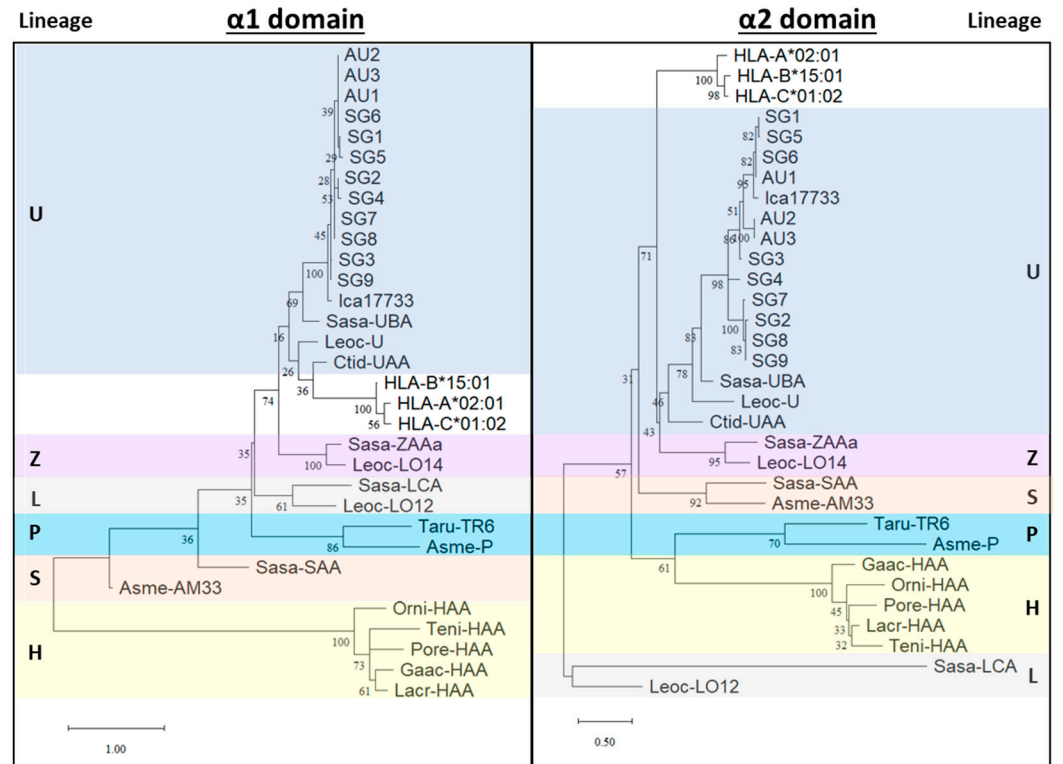 Lineage
α1 domain
α2 domain
Lineage
AU2
AU3
AU1
39
SG6
SG1
29
SG5
28
SG2
53
SG4
U
SG7
45
SG8
SG3
100
SG9
Ica17733
69
Sasa-UBA
16
Leoc-U
26
Ctid-UAA
36
HLA-B*15:01
100
HLA-A*02:01
74
56
HLA-C*01:02
Z
35
Sasa-ZAAa
100
Leoc-LO14
L
35
Sasa-LCA
61
Leoc-LO12
P
36
Taru-TR6
86
Asme-P
S
Sasa-SAA
Asme-AM33
H
Orni-HAA
100
Teni-HAA
73
Pore-HAA
Gaac-HAA
61
Lacr-HAA
1.00
HLA-A*02:01
100
HLA-B*15:01
98
HLA-C*01:02
SG1
82
SG5
82
SG6
95
AU1
Ica17733
51
AU2
86
100
AU3
71
SG3
U
98
SG4
SG7
100
SG2
83
SG8
83
SG9
78
Sasa-UBA
31
46
Leoc-U
43
Ctid-UAA
Sasa-ZAAa
Z
95
Leoc-LO14
57
Sasa-SAA
S
92
Asme-AM33
Taru-TR6
P
70
Asme-P
61
Gaac-HAA
100
Orni-HAA
H
45
Pore-HAA
33
Lacr-HAA
32
Teni-HAA
Sasa-LCA
L
Leoc-LO12
0.50